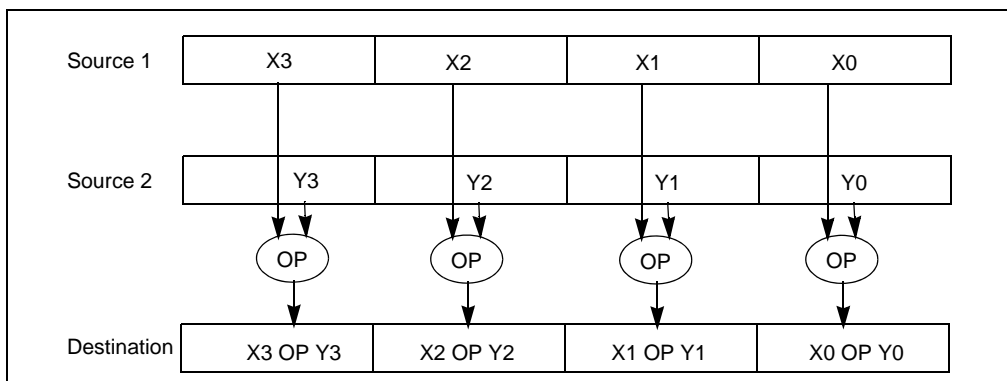 Source 1 X3 X2 X1 X0
Source 2 Y3 Y2 Y1 Y0
OP OP OP OP
Destination X3 OP Y3 X2 OP Y2 X1 OP Y1 X0 OP Y0